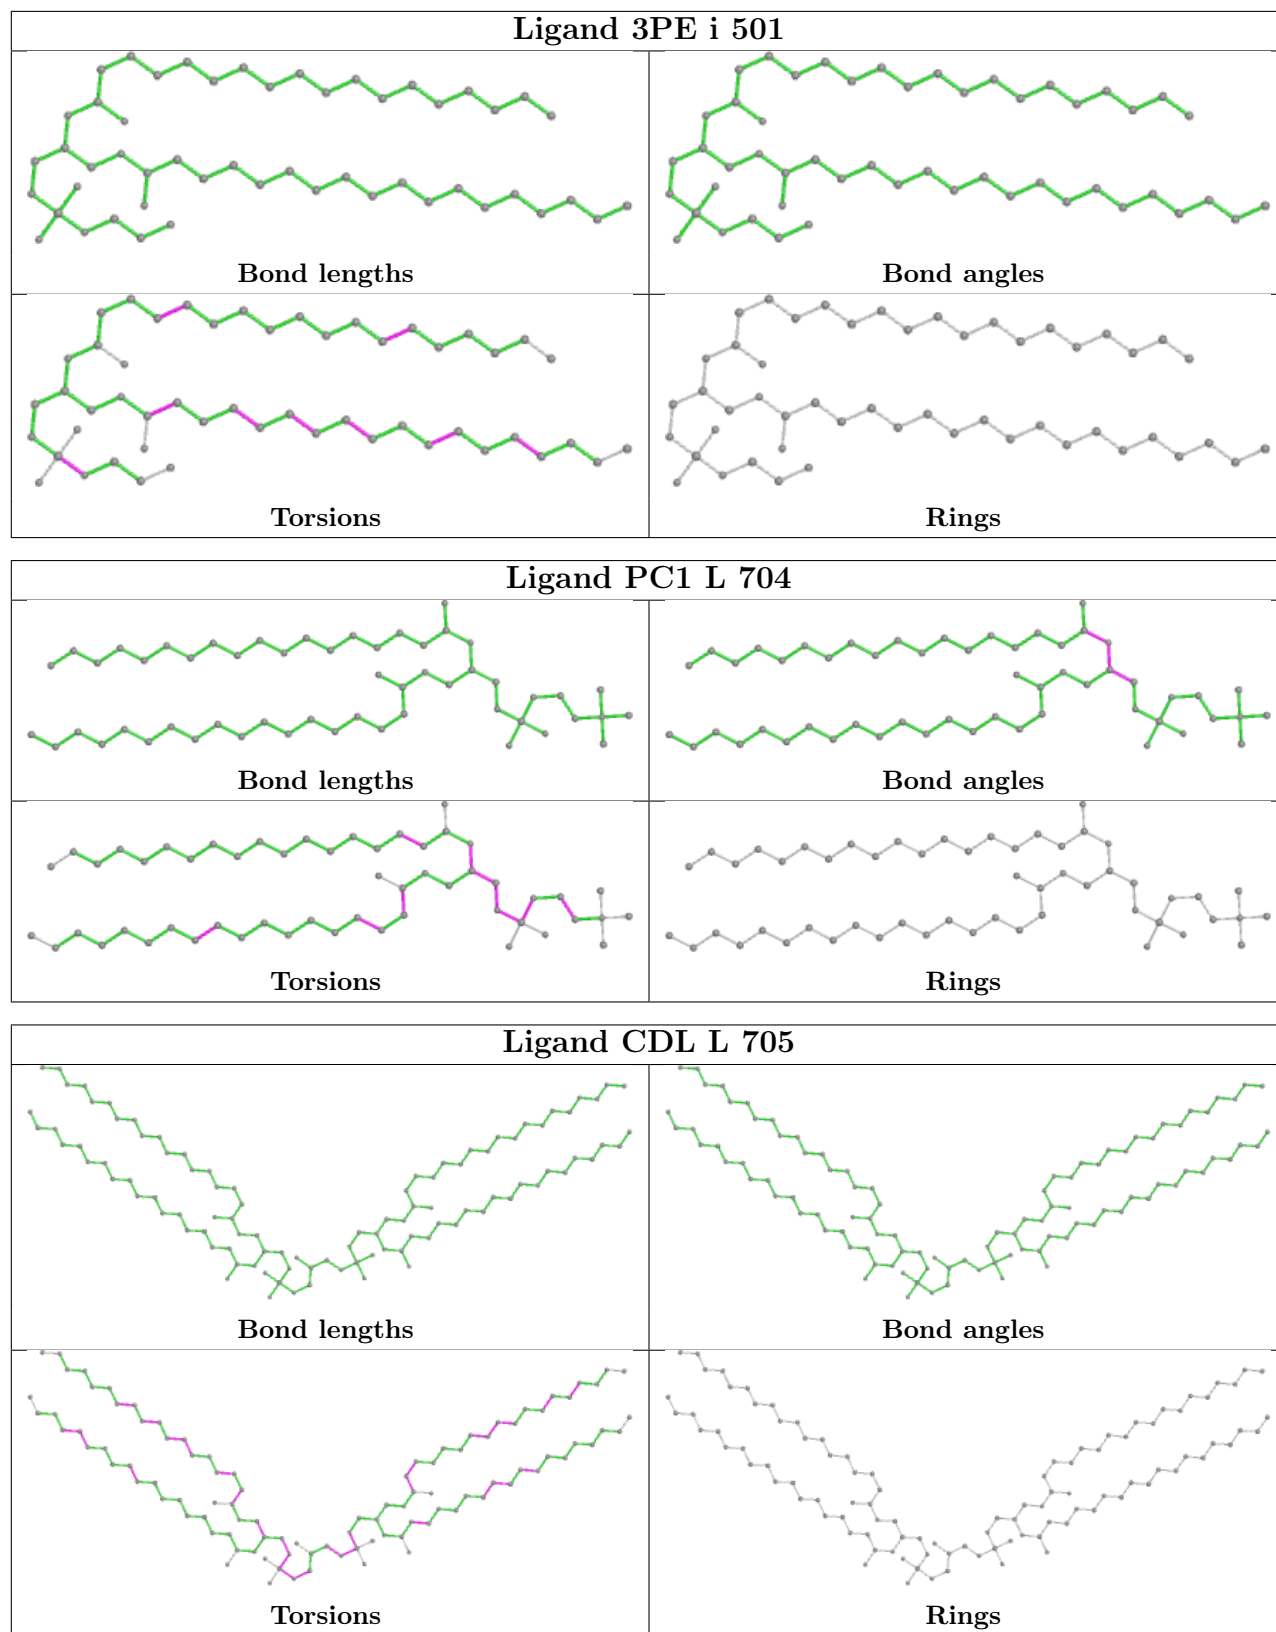 Ligand 3PE i 501
Bond lengths
Bond angles
Torsions
Rings
Ligand PC1 L 704
Bond lengths
Bond angles
Torsions
Rings
Ligand CDL L 705
Bond lengths
Bond angles
Torsions
Rings